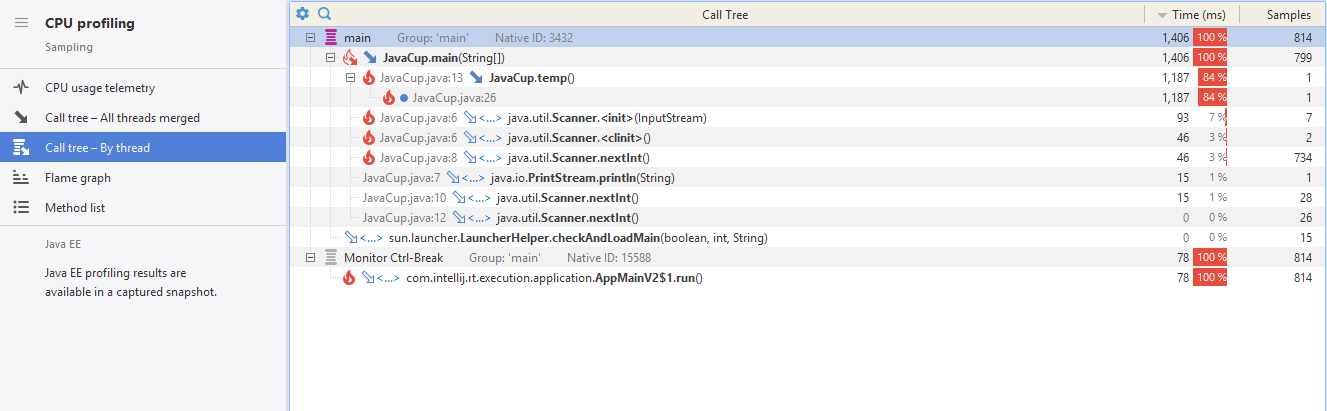 CPU profiling
Sampling
CPU usage telemetry
Call tree – All threads merged
Call tree – By thread
Flame graph
Method list
Java EE
Java EE profiling results are
available in a captured snapshot.
Call Tree Time (ms) Samples
main Group: 'main' Native ID: 3432 1,406 100 % 814
JavaCup.main(String[]) 1,406 100 % 799
JavaCup.java:13 JavaCup.temp() 1,187 84 % 1
JavaCup.java:26 1,187 84 % 1
JavaCup.java:6 <...> java.util.Scanner.<init>(InputStream) 93 7 % 7
JavaCup.java:6 <...> java.util.Scanner.<clinit>() 46 3 % 2
JavaCup.java:8 <...> java.util.Scanner.nextInt() 46 3 % 734
JavaCup.java:7 <...> java.io.PrintStream.println(String) 15 1 % 1
JavaCup.java:10 <...> java.util.Scanner.nextInt() 15 1 % 28
JavaCup.java:12 <...> java.util.Scanner.nextInt() 0 0 % 26
<...> sun.launcher.LauncherHelper.checkAndLoadMain(boolean, int, String) 0 0 % 15
Monitor Ctrl-Break Group: 'main' Native ID: 15588 78 100 % 814
<...> com.intellij.rt.execution.application.AppMainV2$1.run() 78 100 % 814